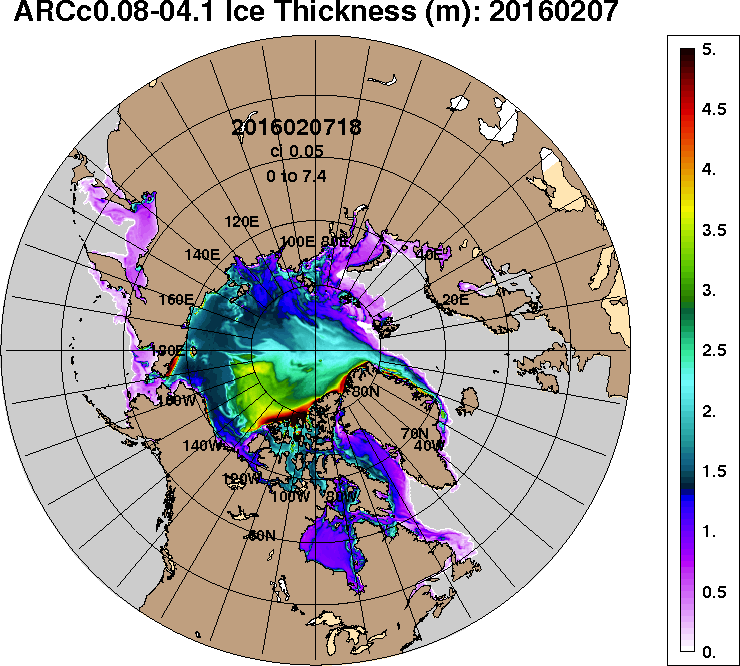 ARCc0.08-04.1 Ice Thickness (m): 20160207
2016020718
ci 0.05
0 to 7.4
120E
100E
80E
40E
140E
20E
160E
180E
160W
80N
70N
140W
40W
120W
100W
80W
60N
5.
4.5
4.
3.5
3.
2.5
2.
1.5
1.
0.5
0.